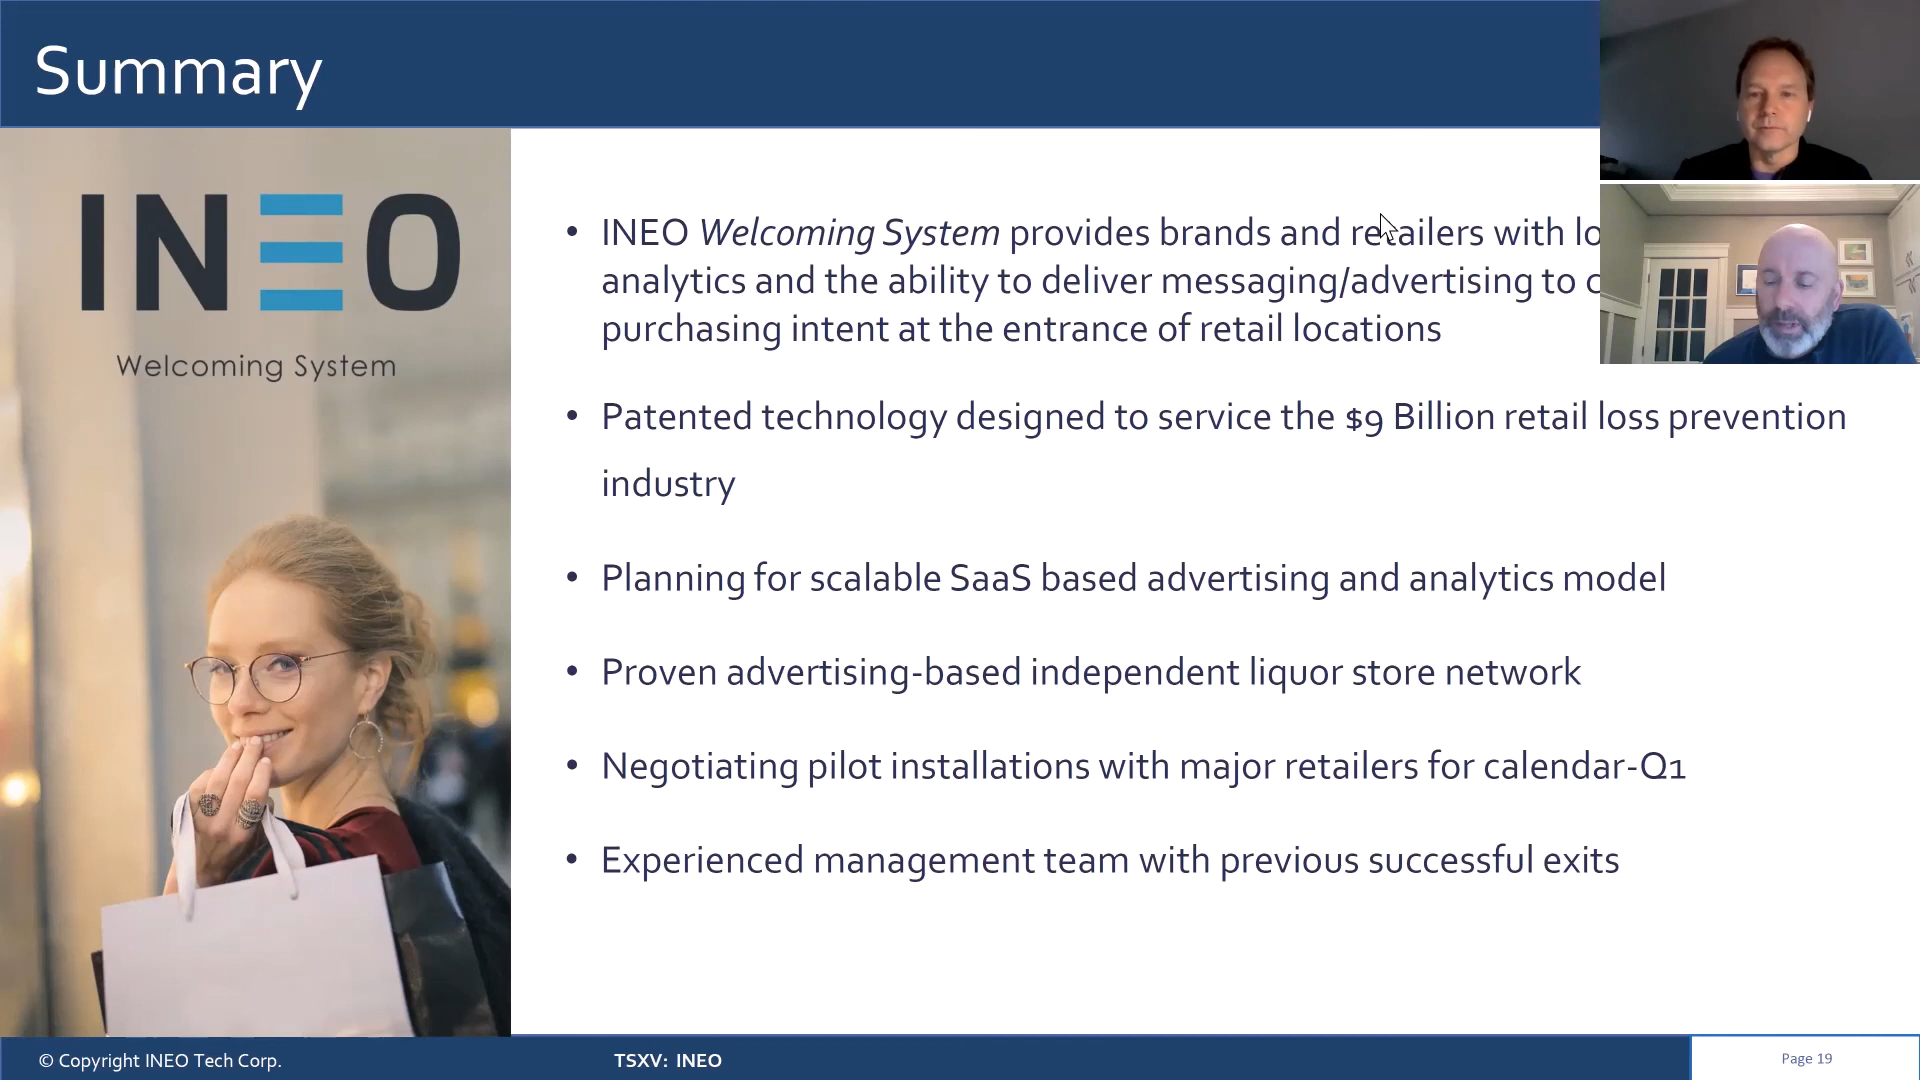 Summary
INEO
Welcoming System
• INEO Welcoming System provides brands and retailers with
analytics and the ability to deliver messaging/advertising to
purchasing intent at the entrance of retail locations
• Patented technology designed to service the $9 Billion retail loss prevention
industry
• Planning for scalable SaaS based advertising and analytics model
• Proven advertising-based independent liquor store network
• Negotiating pilot installations with major retailers for calendar-Q1
• Experienced management team with previous successful exits
© Copyright INEO Tech Corp.
TSXV: INEO
Page 19